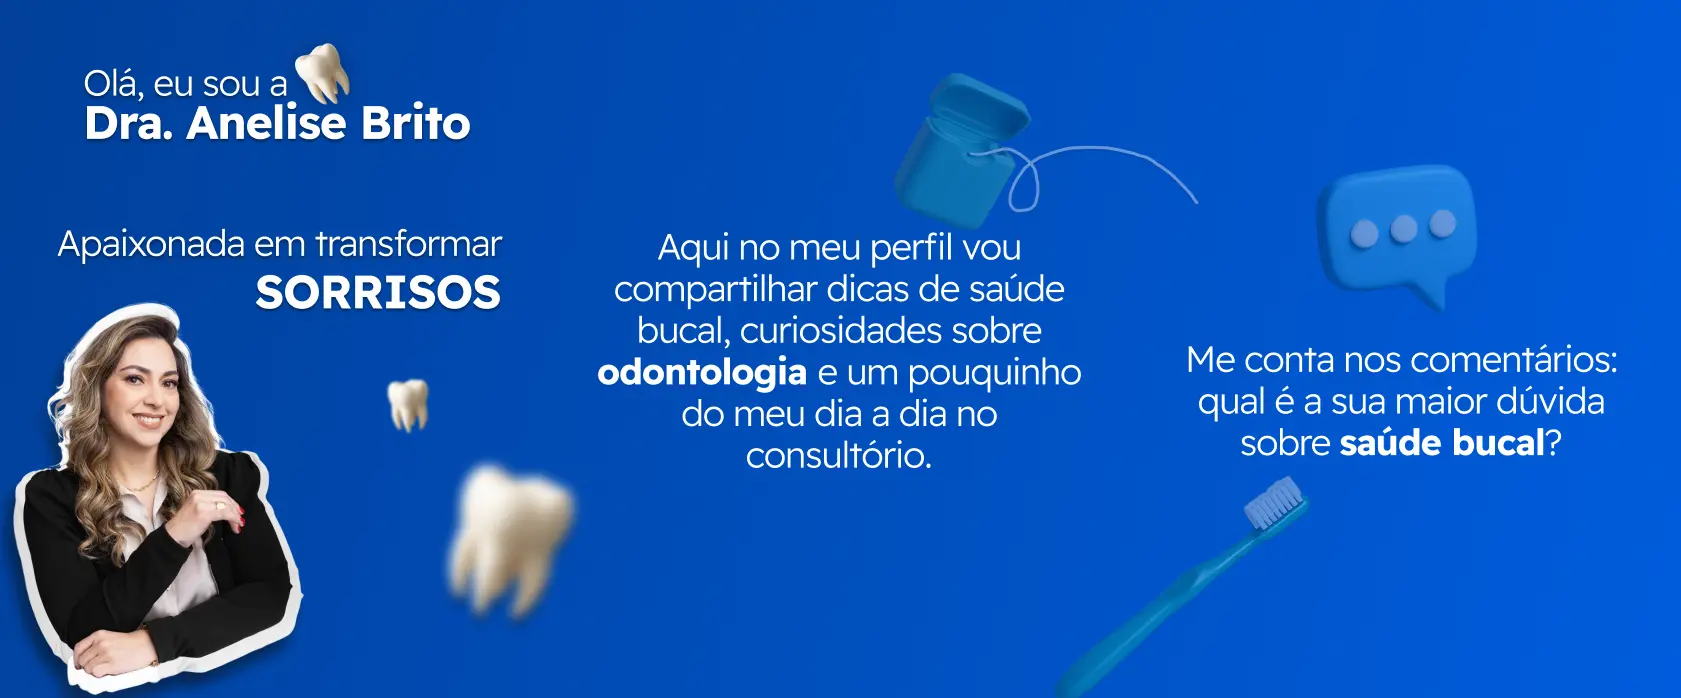 Olá, eu sou a
Dra. Anelise Brito
Apaixonada em transformar
SORRISOS
Aqui no meu perfil vou
compartilhar dicas de saúde
bucal, curiosidades sobre
odontologia e um pouquinho
do meu dia a dia no
consultório.
Me conta nos comentários:
qual é a sua maior dúvida
sobre saúde bucal?